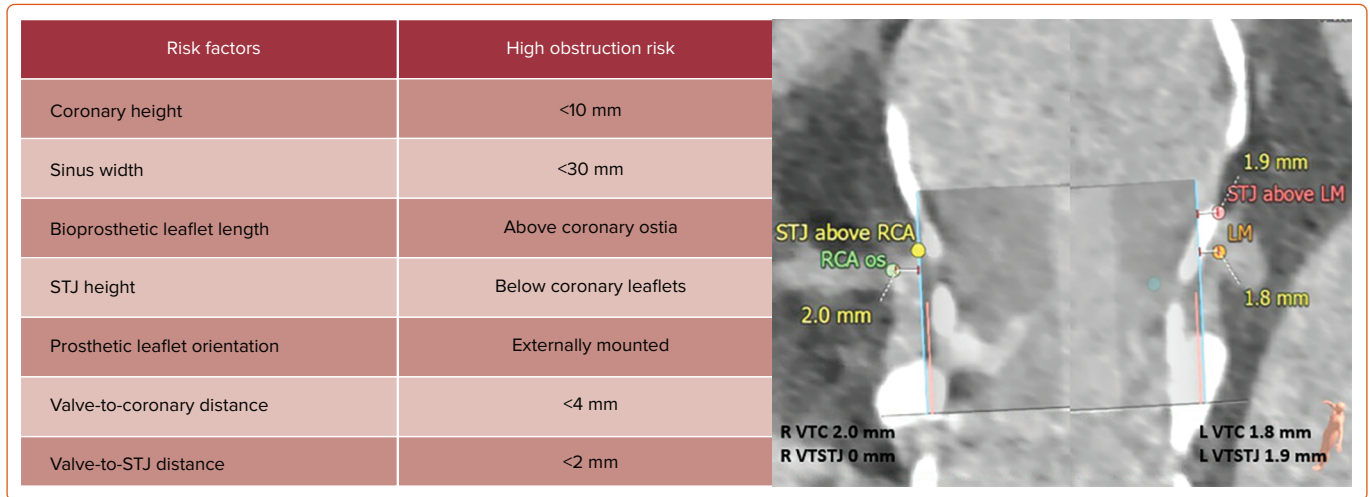 Risk factors
High obstruction risk
Coronary height
<10 mm
Sinus width
<30 mm
Bioprosthetic leaflet length
Above coronary ostia
STJ height
Below coronary leaflets
Prosthetic leaflet orientation
Externally mounted
Valve-to-coronary distance
<4 mm
Valve-to-STJ distance
<2 mm
1.9 mm
STJ above LM
STJ above RCA
LM
RCA os
1.8 mm
2.0 mm
R VTC 2.0 mm
R VTSTJ 0 mm
L VTC 1.8 mm
L VTSTJ 1.9 mm